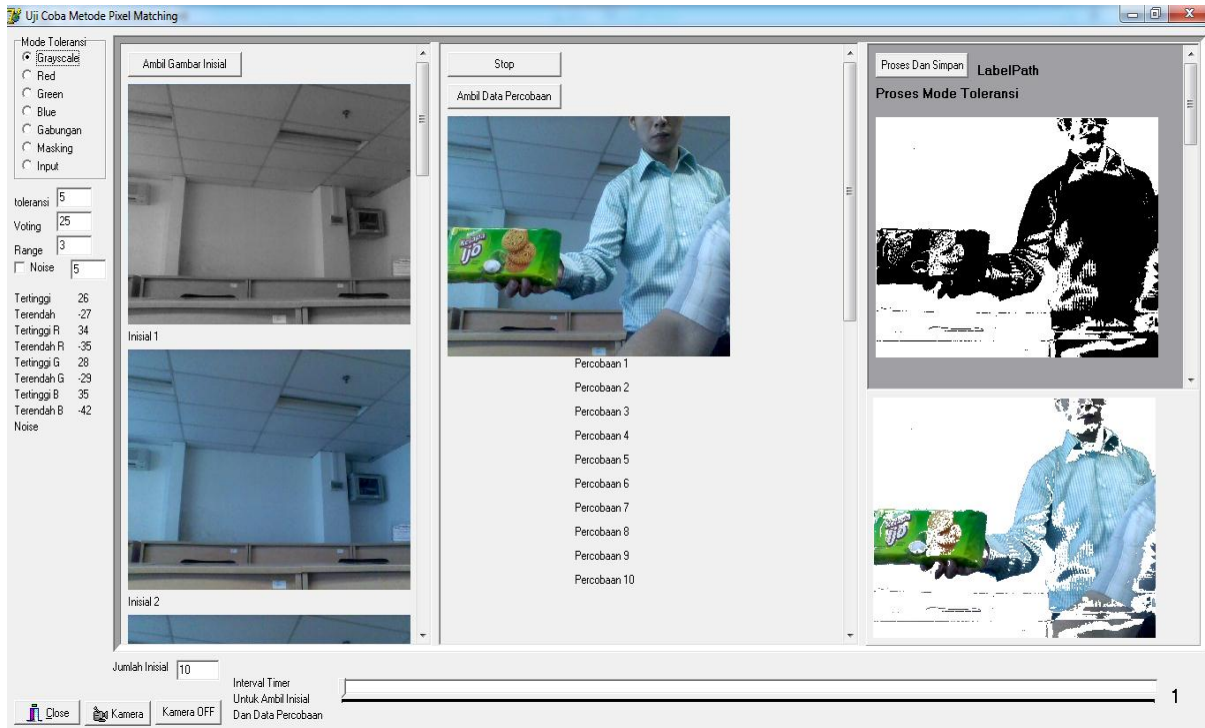 Uji Coba Metode Pixel Matching
Mode Toleransi
Grayscale
Red
Green
Blue
Gabungan
Masking
Input
toleransi 5
Voting 25
Range 3
Noise 5
Tertinggi 26
Terendah -27
Tertinggi R 34
Terendah R -35
Tertinggi G 28
Terendah G -29
Tertinggi B 35
Terendah B -42
Noise
Ambil Gambar Inisial
Inisial 1
Inisial 2
Stop
Ambil Data Percobaan
Ijo
Percobaan 1
Percobaan 2
Percobaan 3
Percobaan 4
Percobaan 5
Percobaan 6
Percobaan 7
Percobaan 8
Percobaan 9
Percobaan 10
Proses Dan Simpan
LabelPath
Proses Mode Toleransi
Jumlah Inisial 10
Interval Timer
Untuk Ambil Inisial
Dan Data Percobaan
1
Close
Kamera
Kamera OFF